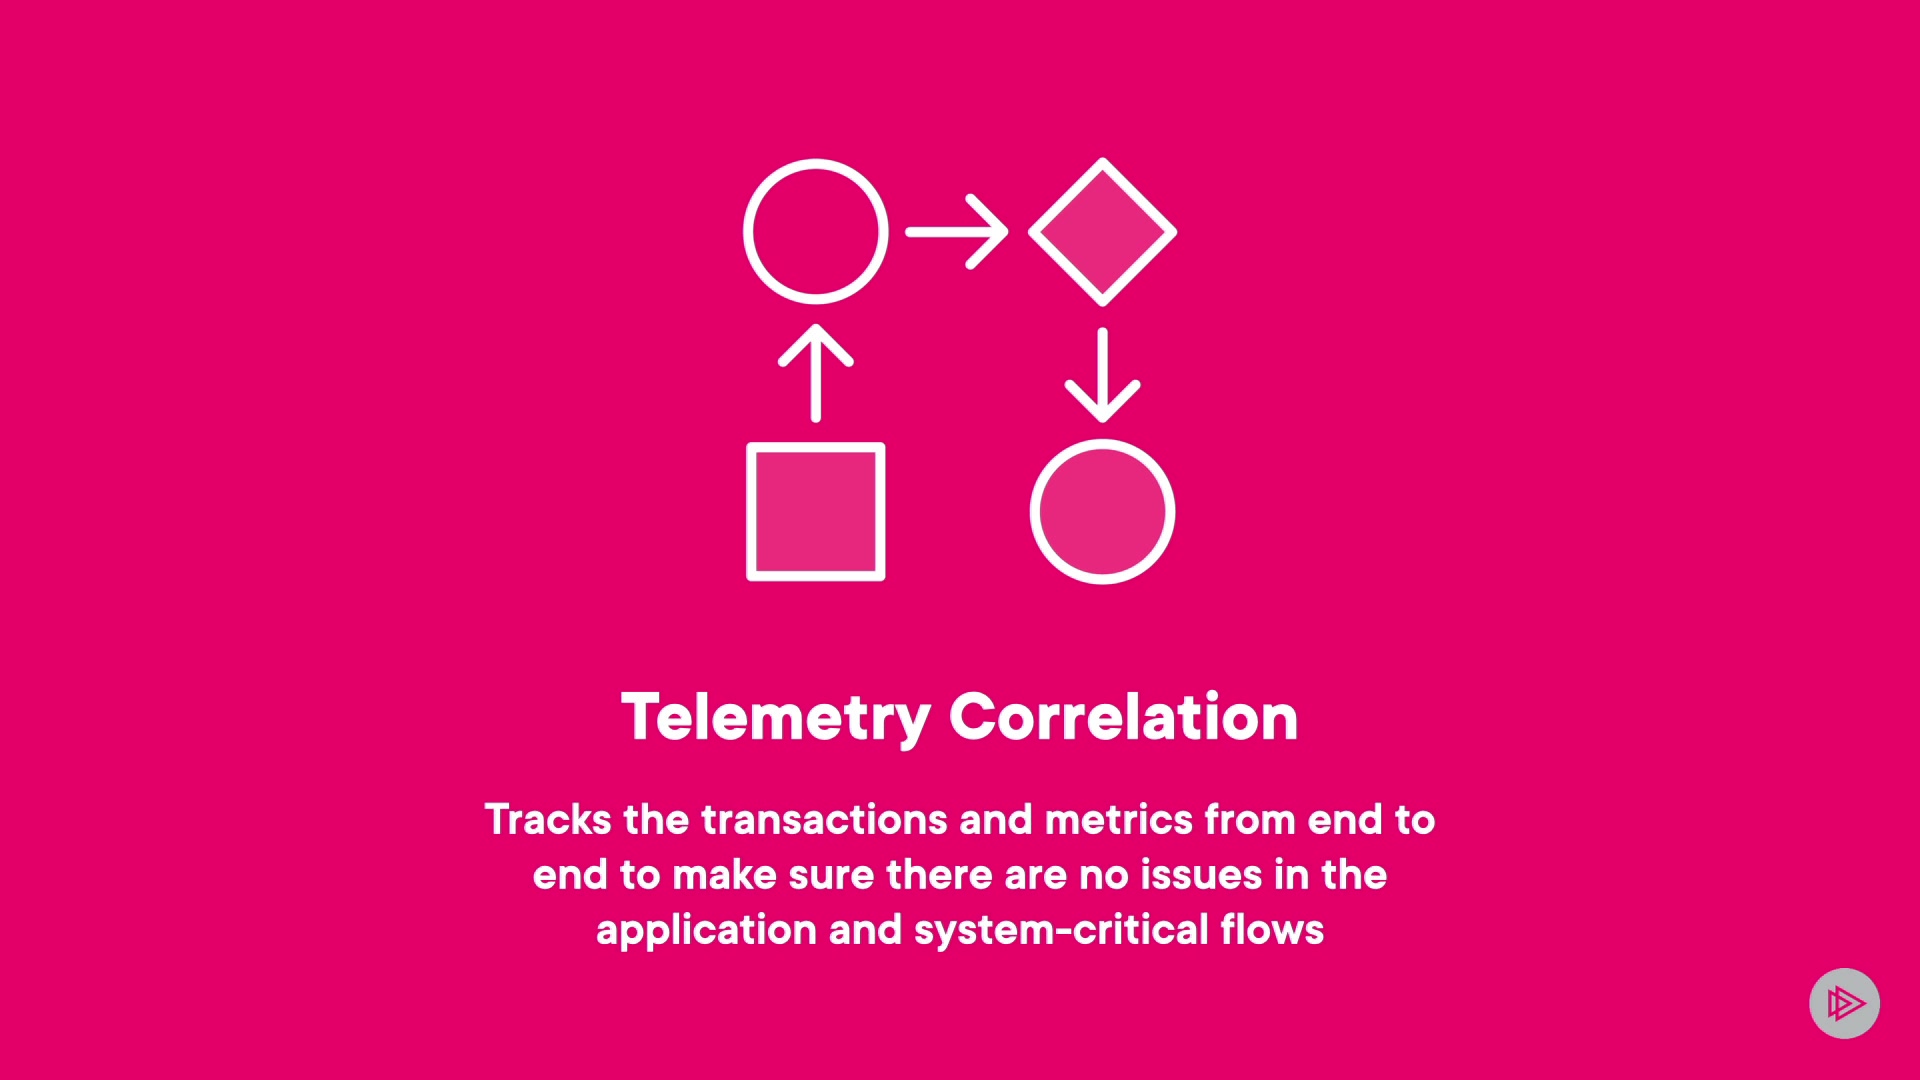 Telemetry Correlation
Tracks the transactions and metrics from end to
end to make sure there are no issues in the
application and system-critical flows